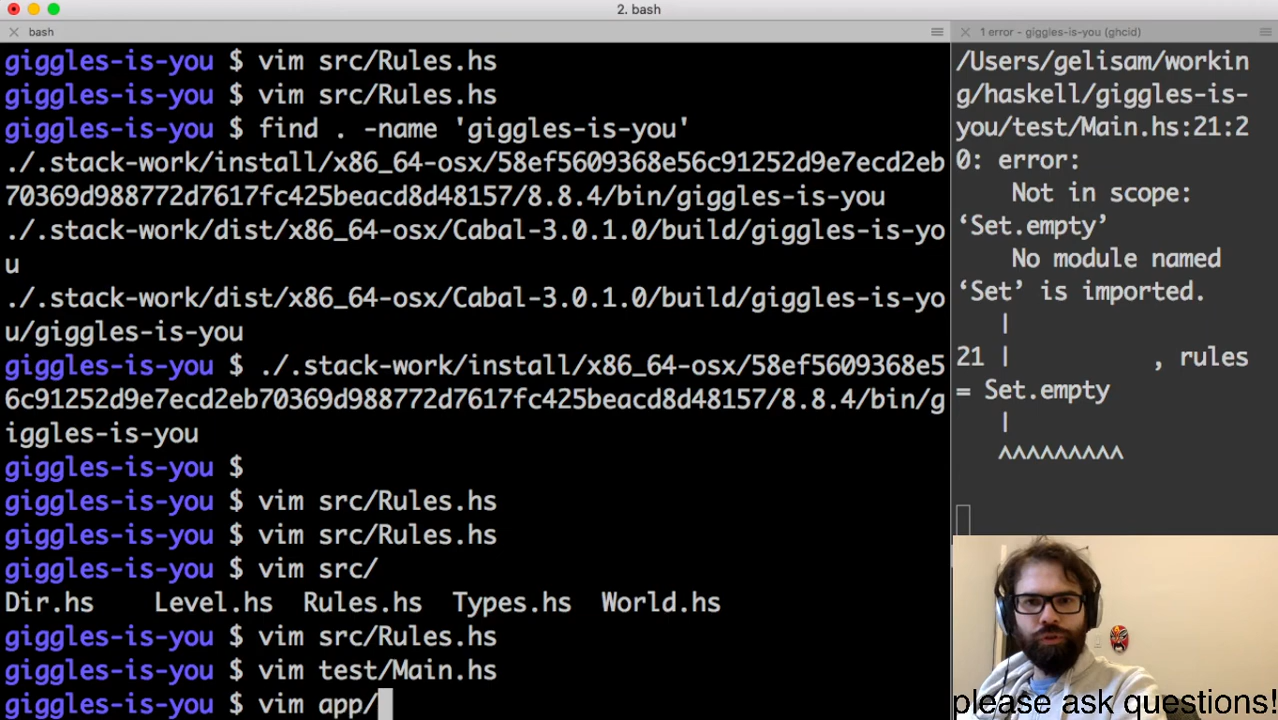 2. bash
bash
giggles-is-you $ vim src/Rules.hs
giggles-is-you $ vim src/Rules.hs
giggles-is-you $ find . -name 'giggles-is-you'
./.stack-work/install/x86_64-osx/58ef5609368e56c91252d9e7ecd2eb
70369d988772d7617fc425beacd8d48157/8.8.4/bin/giggles-is-you
./.stack-work/dist/x86_64-osx/Cabal-3.0.1.0/build/giggles-is-yo
u
./.stack-work/dist/x86_64-osx/Cabal-3.0.1.0/build/giggles-is-yo
u/giggles-is-you
giggles-is-you $ ./.stack-work/install/x86_64-osx/58ef5609368e5
6c91252d9e7ecd2eb70369d988772d7617fc425beacd8d48157/8.8.4/bin/g
iggles-is-you
giggles-is-you $
giggles-is-you $ vim src/Rules.hs
giggles-is-you $ vim src/Rules.hs
giggles-is-you $ vim src/
Dir.hs    Level.hs  Rules.hs  Types.hs  World.hs
giggles-is-you $ vim src/Rules.hs
giggles-is-you $ vim test/Main.hs
giggles-is-you $ vim app/
1 error - giggles-is-you (ghcid)
/Users/gelisam/workin
g/haskell/giggles-is-
you/test/Main.hs:21:2
0: error:
Not in scope:
‘Set.empty’
No module named
‘Set’ is imported.
|
21 |          , rules
= Set.empty
|
^^^^^^^^^
please ask questions!